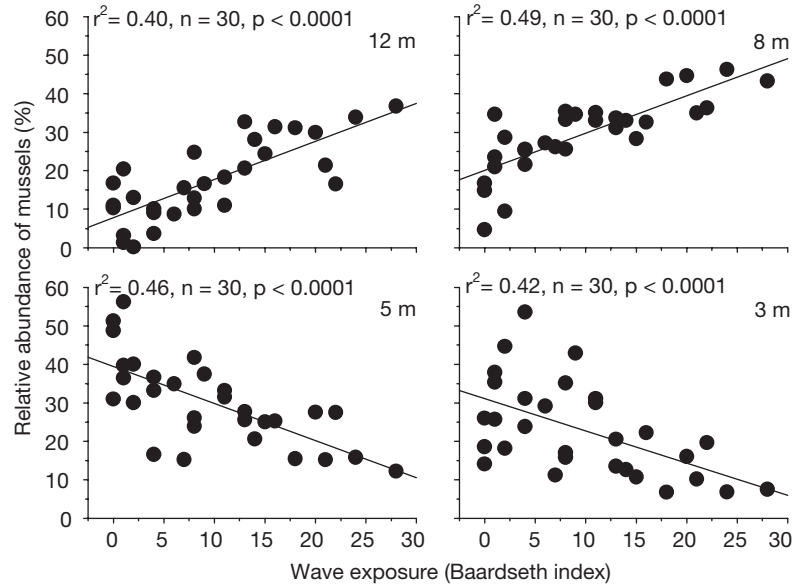 r2= 0.40, n = 30, p < 0.0001
12 m
r2= 0.49, n = 30, p < 0.0001
8 m
60
50
40
30
20
10
0
r2= 0.46, n = 30, p < 0.0001
5 m
r2= 0.42, n = 30, p < 0.0001
3 m
60
50
40
30
20
10
0
Relative abundance of mussels (%)
0 5 10 15 20 25 30
0 5 10 15 20 25 30
Wave exposure (Baardseth index)